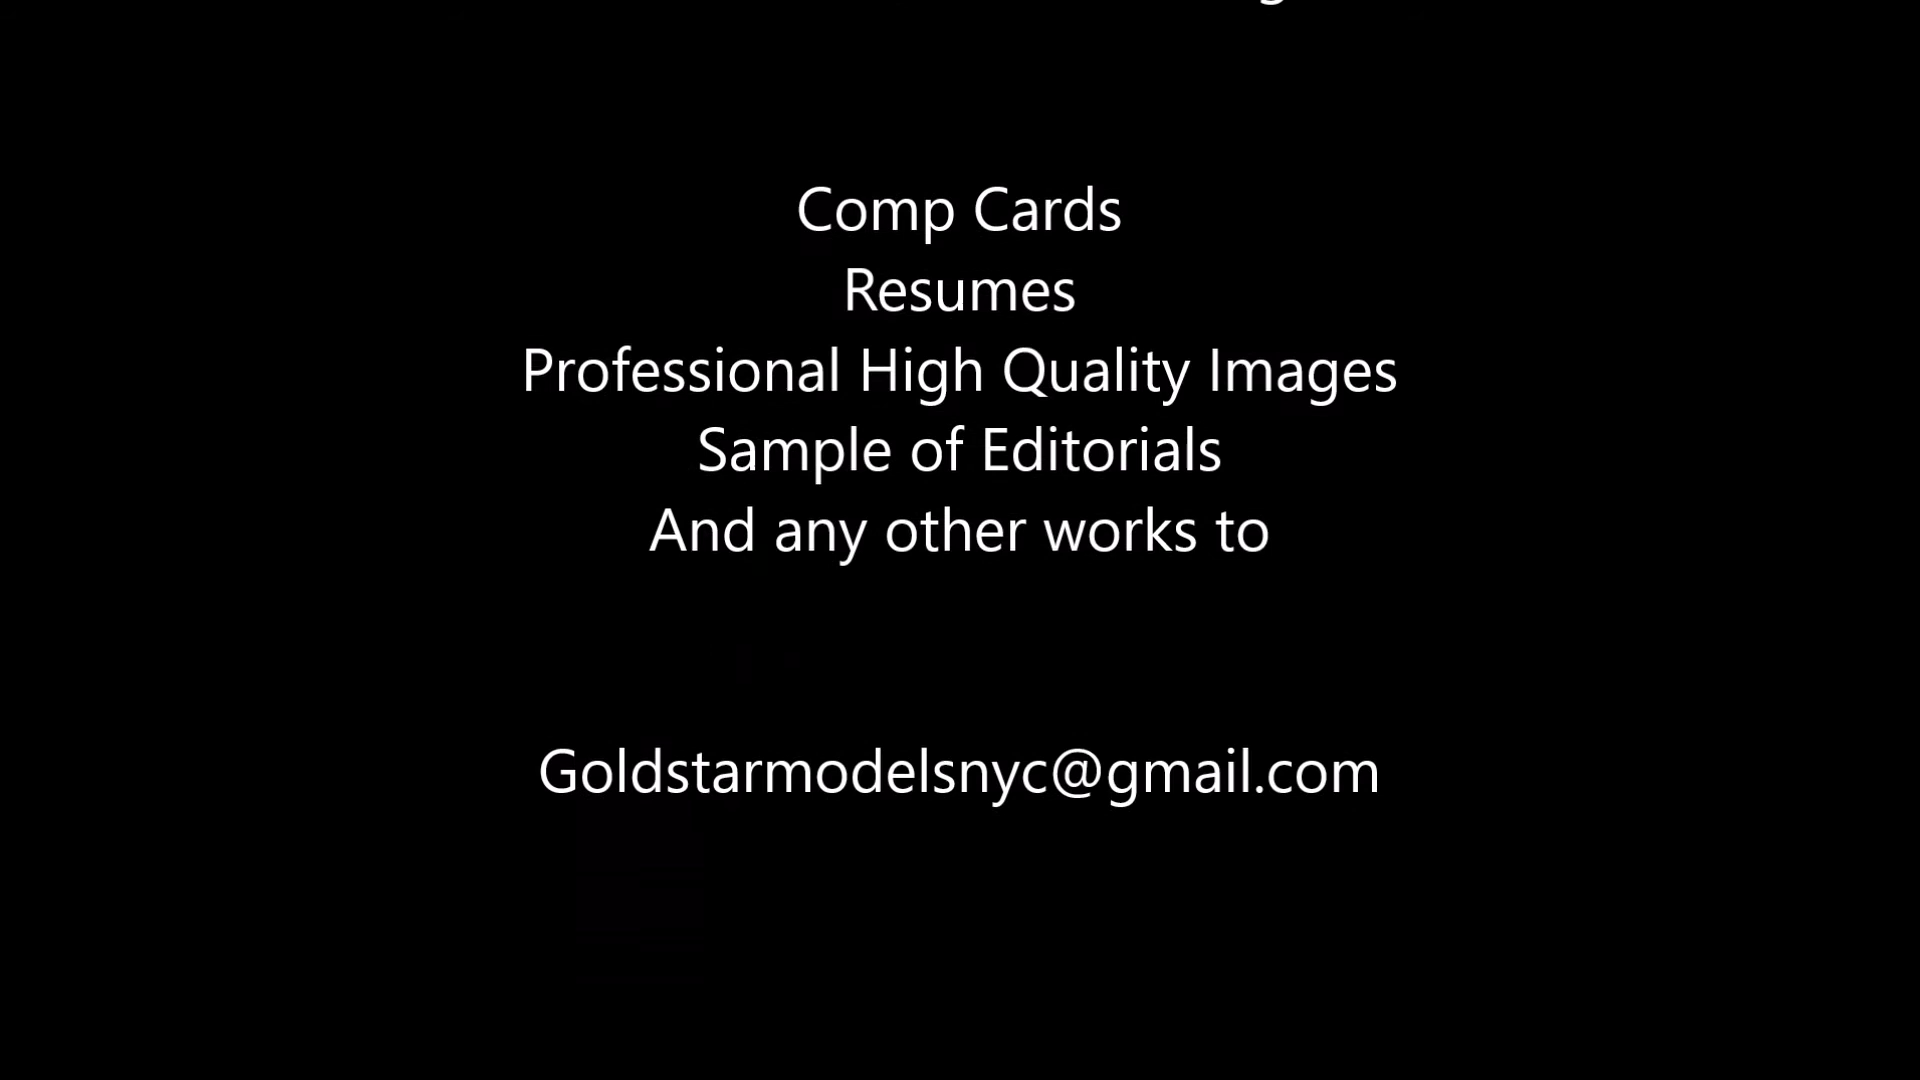 Comp Cards
Resumes
Professional High Quality Images
Sample of Editorials
And any other works to
Goldstarmodelsnyc@gmail.com